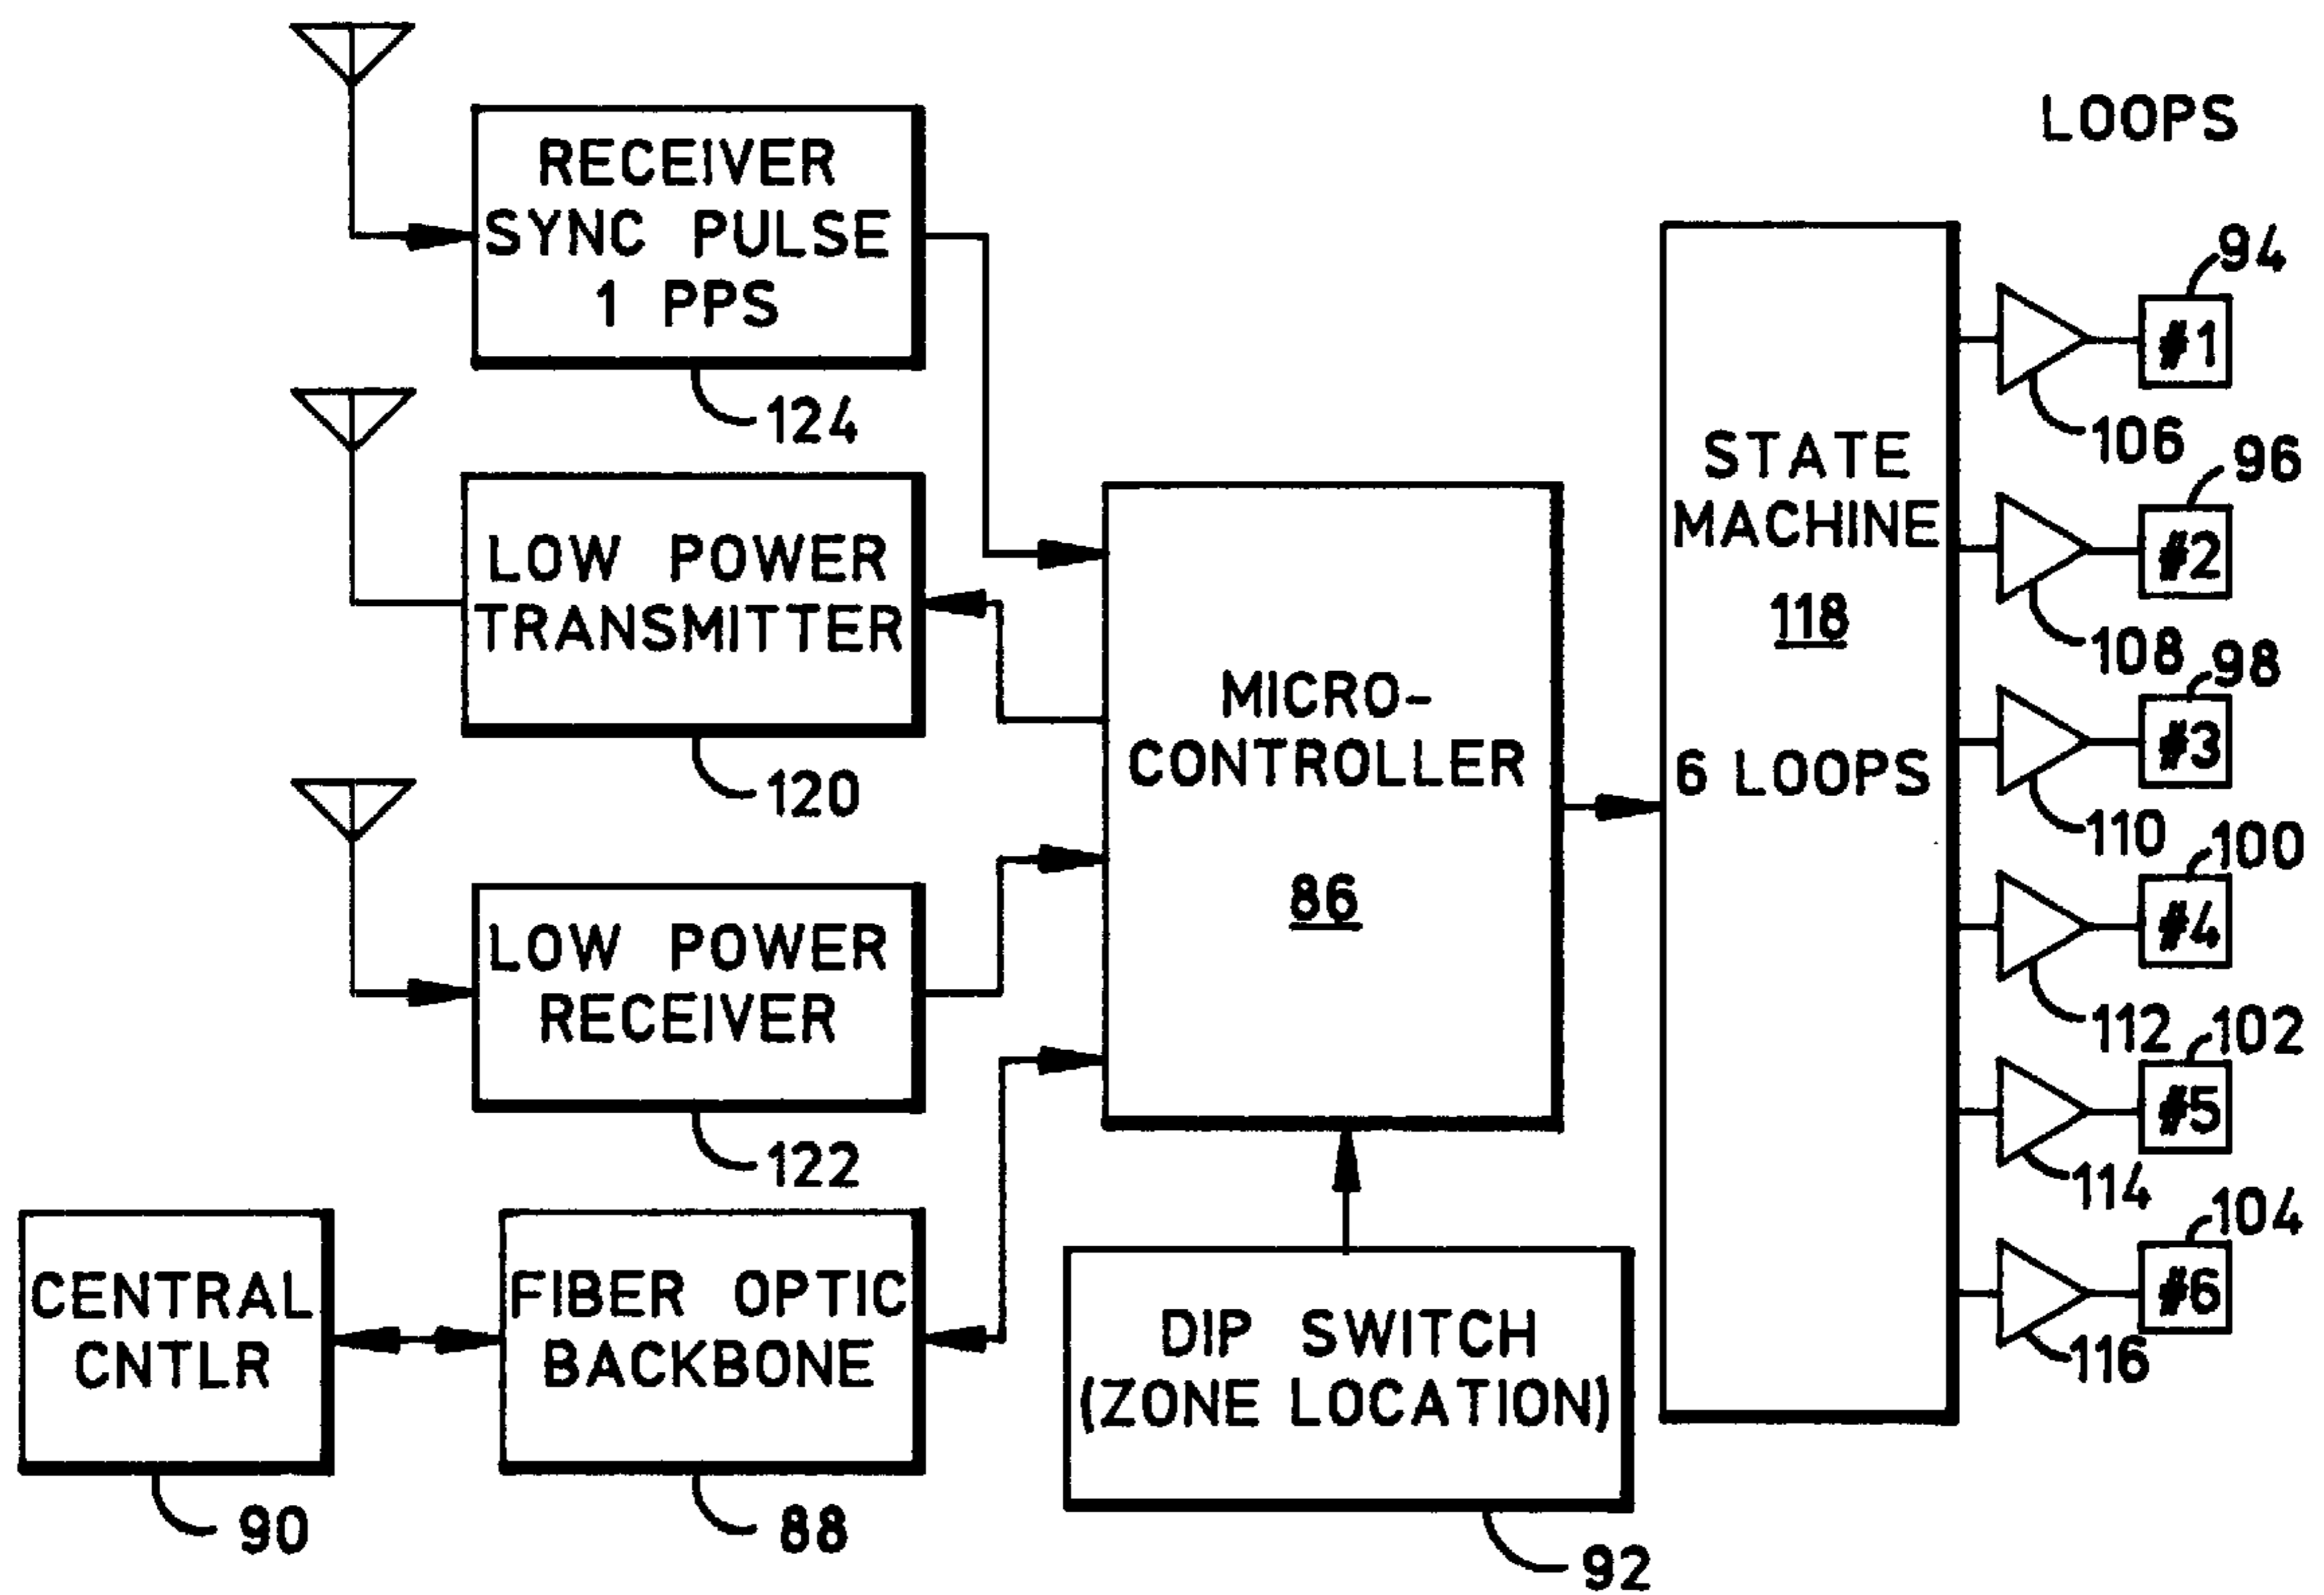 LOOPS
RECEIVER
SYNC PULSE
1 PPS
124
LOW POWER
TRANSMITTER
120
LOW POWER
RECEIVER
122
CENTRAL
CNTLR
90
FIBER OPTIC
BACKBONE
88
MICRO-
CONTROLLER
86
DIP SWITCH
(ZONE LOCATION)
92
STATE
MACHINE
118
6 LOOPS
94
#1
106
96
#2
108
98
#3
110
100
#4
112
102
#5
114
104
#6
116